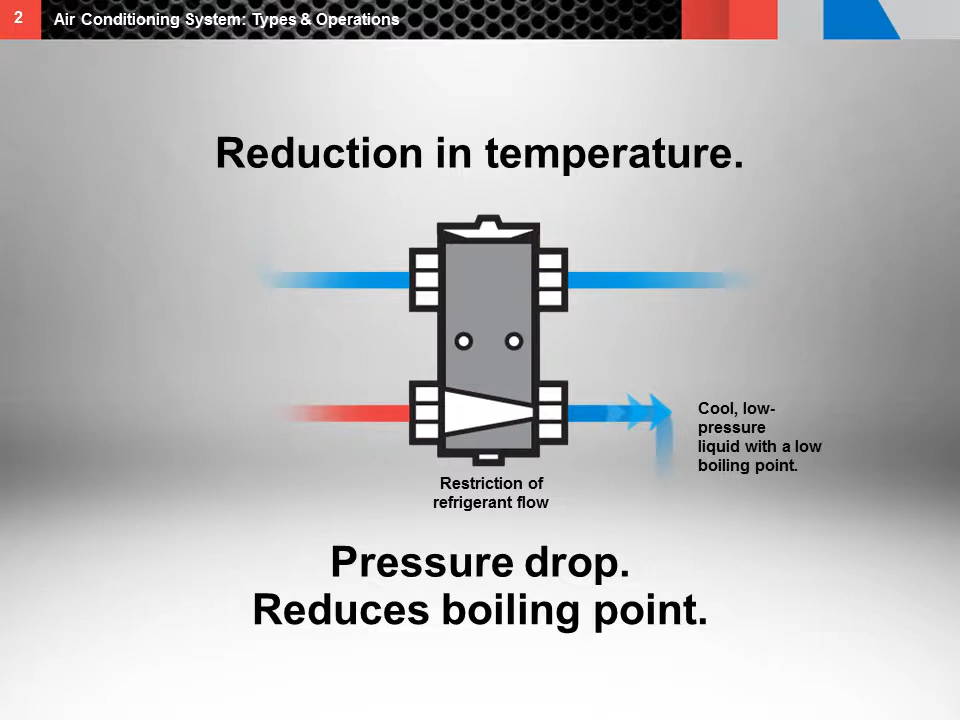 2
Air Conditioning System: Types & Operations
Reduction in temperature.
Cool, low-
pressure
liquid with a low
boiling point.
Restriction of
refrigerant flow
Pressure drop.
Reduces boiling point.